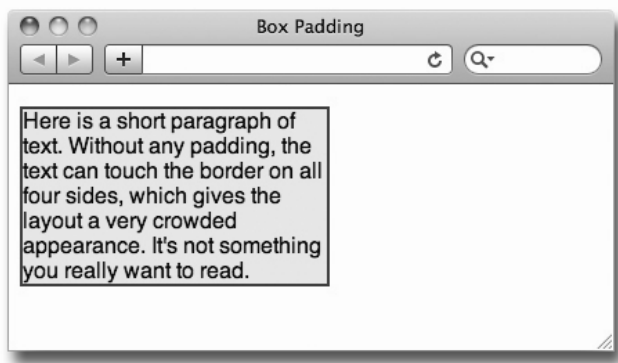 Box Padding
Here is a short paragraph of
text. Without any padding, the
text can touch the border on all
four sides, which gives the
layout a very crowded
appearance. It's not something
you really want to read.